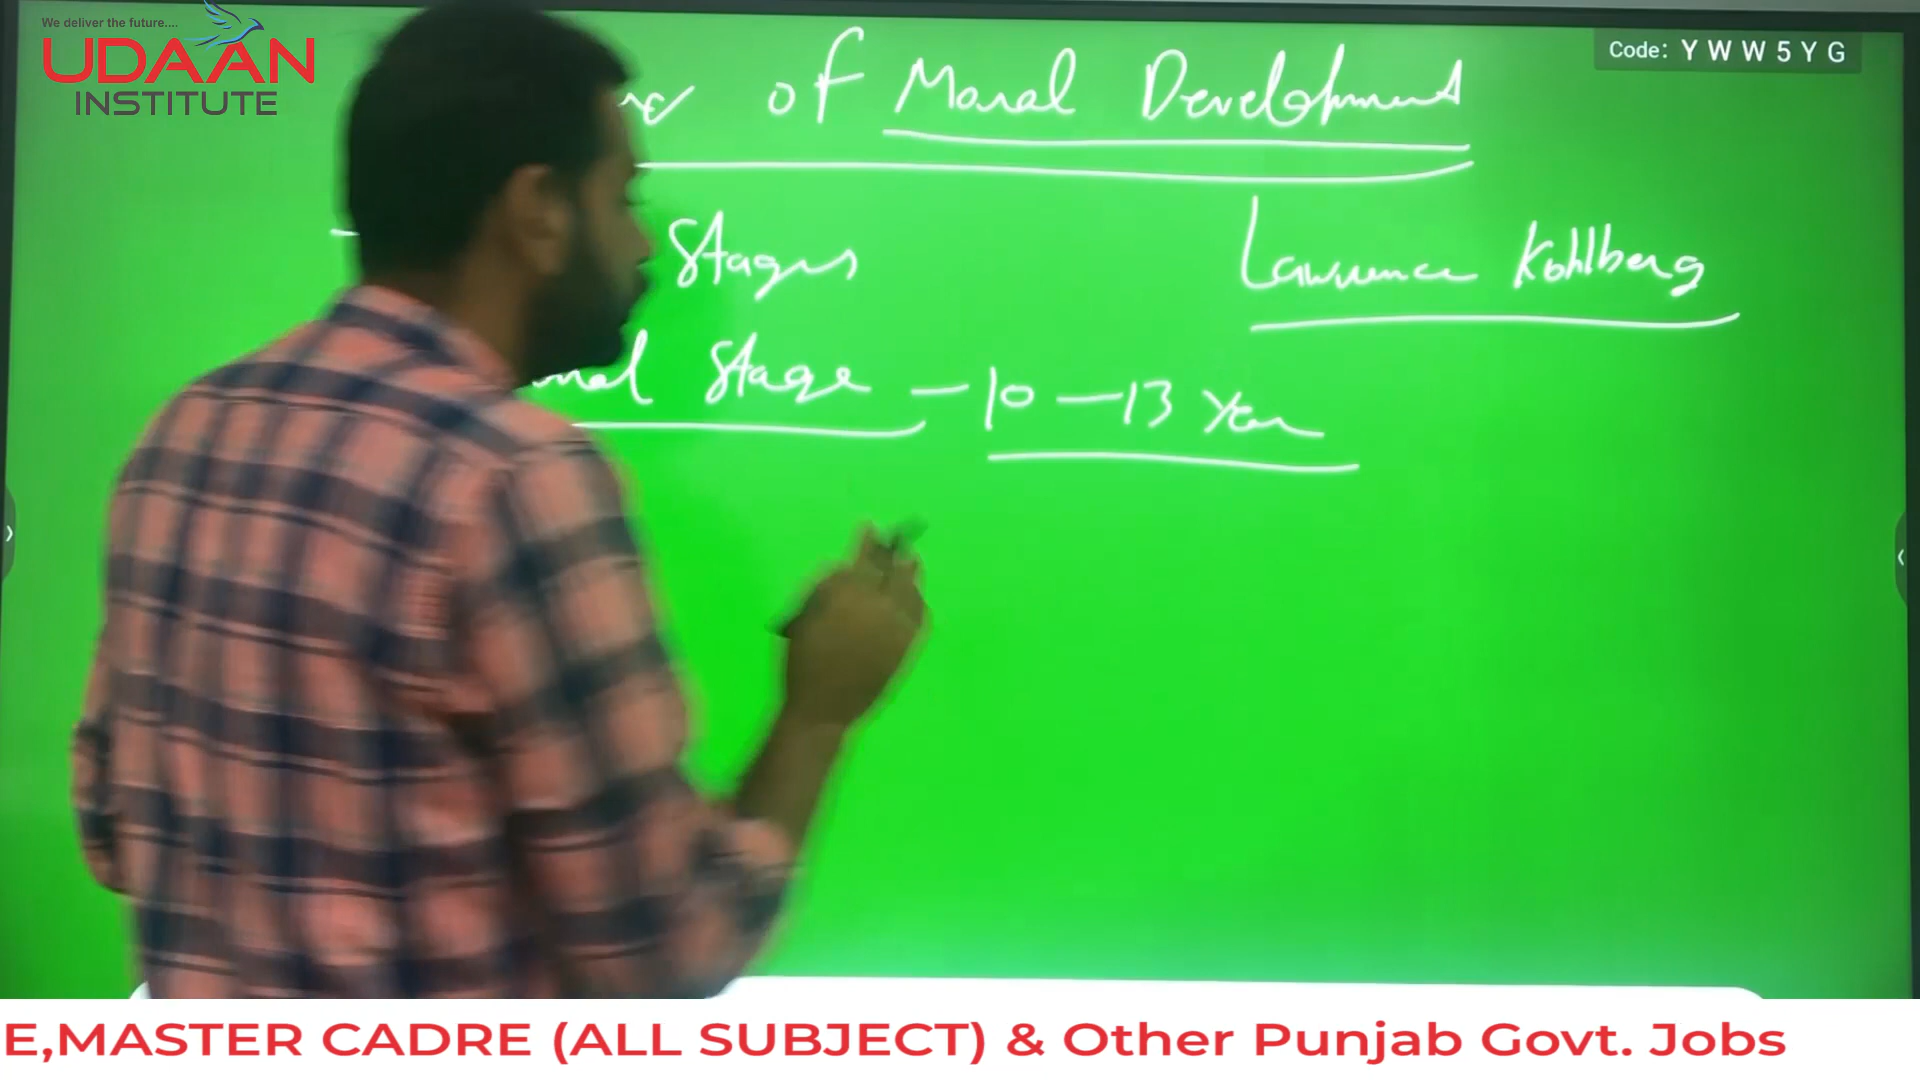 We deliver the future....
UDAAN
INSTITUTE
Code: Y W W 5 Y G
of Moral Development
Stages
Lawrence Kohlberg
Stage - 10 - 13 Year
E,MASTER CADRE (ALL SUBJECT) & Other Punjab Govt. Jobs